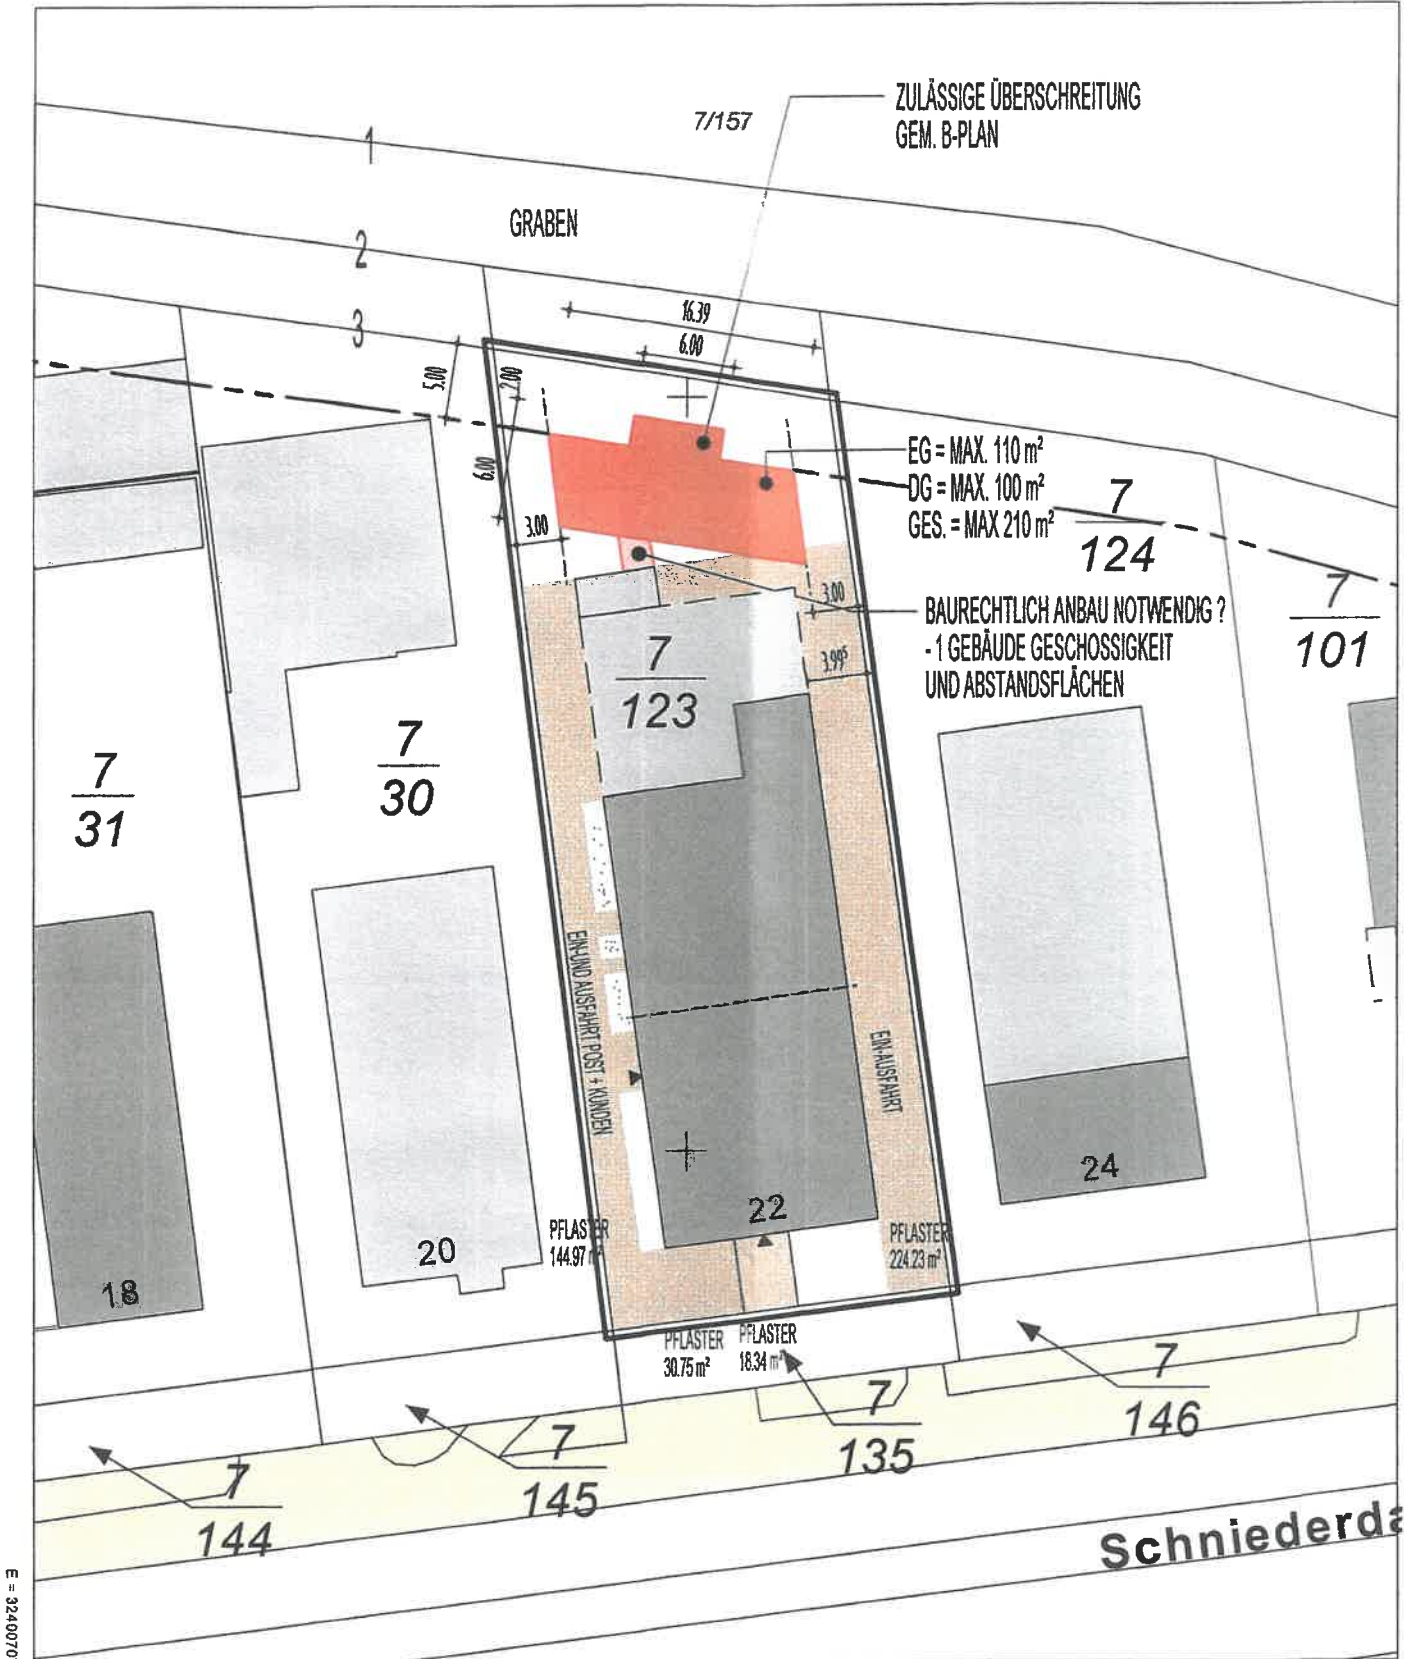 ZULÄSSIGE ÜBERSCHREITUNG
GEM. B-PLAN
7/157
1
GRABEN
2
3
16.39
6.00
5.00
2.00
6.00
3.00
EG = MAX. 110 m²
DG = MAX. 100 m²
GES. = MAX 210 m²
7
124
7
101
3.00
BAURECHTLICH ANBAU NOTWENDIG ?
- 1 GEBÄUDE GESCHOSSIGKEIT
UND ABSTANDSFLÄCHEN
3.99⁵
7
123
7
30
7
31
EIN-UND AUSFAHRT POST + KUNDEN
EIN-AUSFAHRT
18
20
22
24
PFLASTER
144.97 m²
PFLASTER
224.23 m²
PFLASTER
30.75 m²
PFLASTER
18.34 m²
7
146
7
135
7
145
7
144
Schniederda
E = 3240070